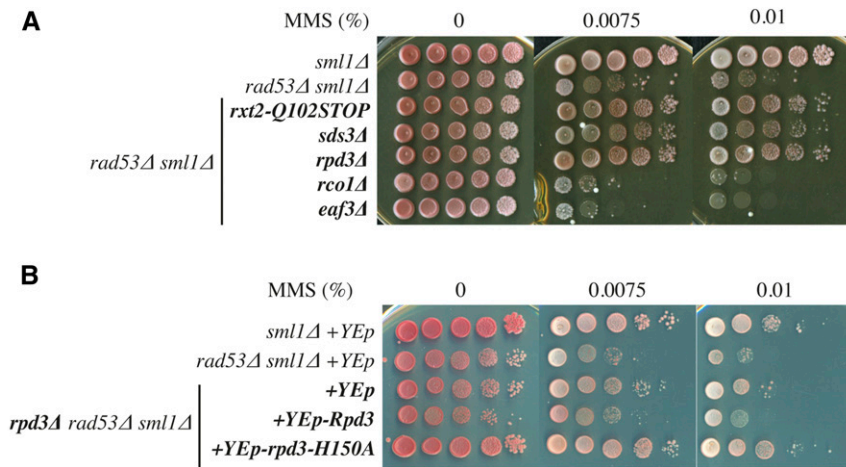 A
MMS (%) 0 0.0075 0.01
sml1Δ
rad53Δ sml1Δ
rxt2-Q102STOP
sds3Δ
rad53Δ sml1Δ rpd3Δ
rco1Δ
eaf3Δ
B
MMS (%) 0 0.0075 0.01
sml1Δ +YEp
rad53Δ sml1Δ +YEp
+YEp
rpd3Δ rad53Δ sml1Δ +YEp-Rpd3
+YEp-rpd3-H150A